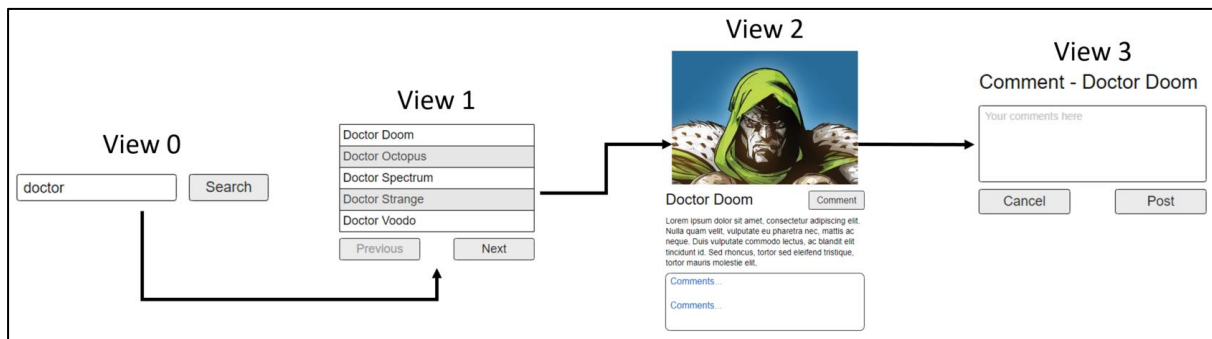 View 0
doctor
Search
View 1
Doctor Doom
Doctor Octopus
Doctor Spectrum
Doctor Strange
Doctor Voodo
Previous
Next
View 2
Doctor Doom
Comment
Lorem ipsum dolor sit amet, consectetur adipiscing elit.
Nulla quam velit, vulputate eu pharetra nec, mattis ac
neque. Duis vulputate commodo lectus, ac blandit elit
tincidunt id. Sed rhoncus, tortor sed eleifend tristique,
tortor mauris molestie elit,
Comments...
Comments...
View 3
Comment - Doctor Doom
Your comments here
Cancel
Post